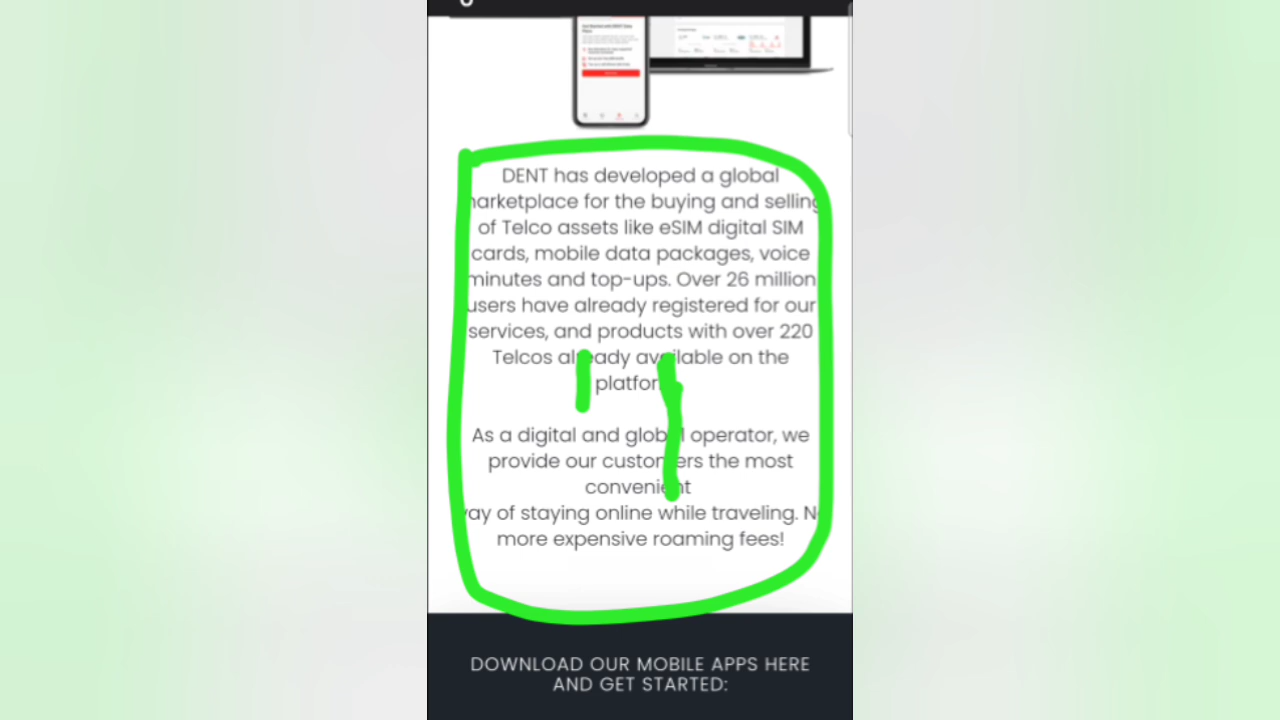 DENT has developed a global
marketplace for the buying and selling
of Telco assets like eSIM digital SIM
cards, mobile data packages, voice
minutes and top-ups. Over 26 million
users have already registered for our
services, and products with over 220
Telcos already available on the
platform.
As a digital and global operator, we
provide our customers the most
convenient
way of staying online while traveling. No
more expensive roaming fees!
DOWNLOAD OUR MOBILE APPS HERE
AND GET STARTED: